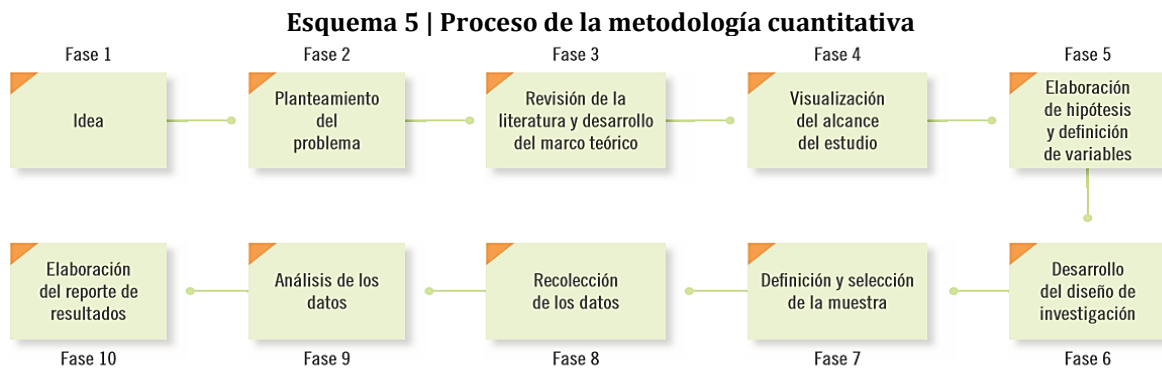 Esquema 5 | Proceso de la metodología cuantitativa
Fase 1
Fase 2
Fase 3
Fase 4
Fase 5
Idea
Planteamiento
del
problema
Revisión de la
literatura y desarrollo
del marco teórico
Visualización
del alcance
del estudio
Elaboración
de hipótesis
y definición
de variables
Desarrollo
del diseño de
investigación
Definición y selección
de la muestra
Recolección
de los datos
Análisis de los
datos
Elaboración
del reporte de
resultados
Fase 10
Fase 9
Fase 8
Fase 7
Fase 6